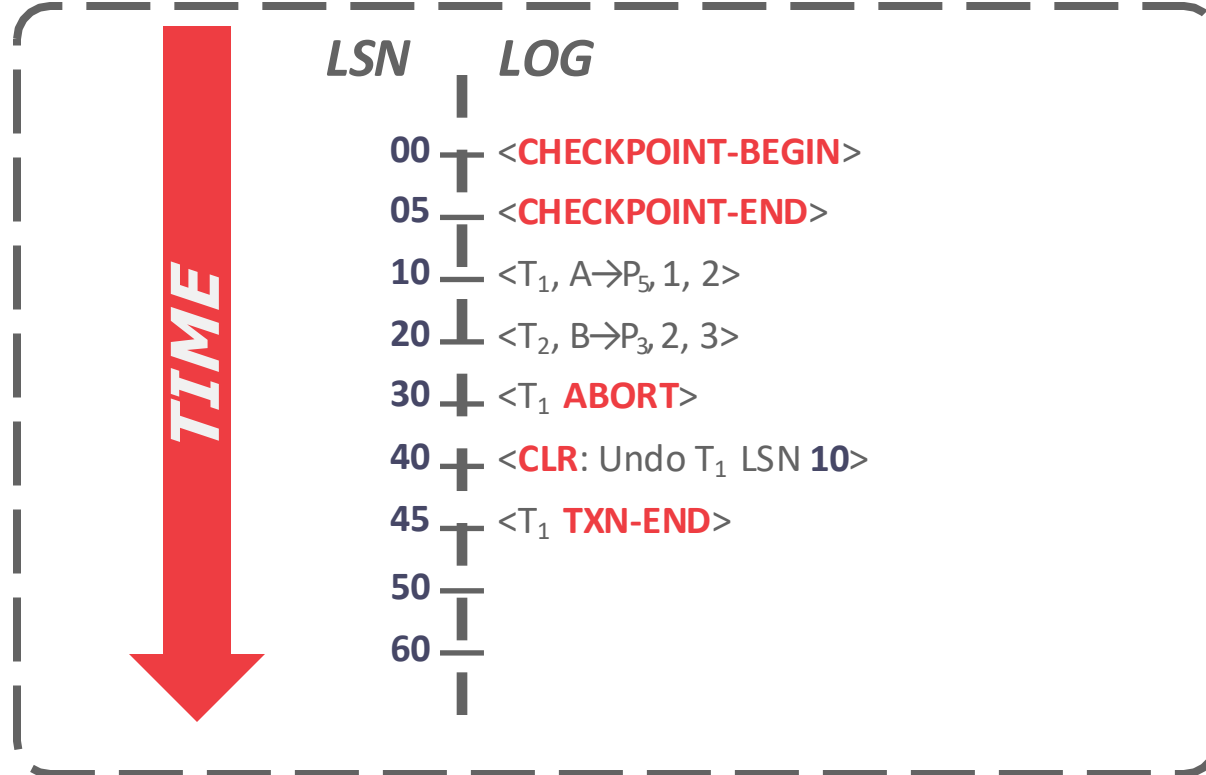 TIME
LSN LOG
00 <CHECKPOINT-BEGIN>
05 <CHECKPOINT-END>
10 <T₁, A→P₅, 1, 2>
20 <T₂, B→P₃, 2, 3>
30 <T₁ ABORT>
40 <CLR: Undo T₁ LSN 10>
45 <T₁ TXN-END>
50
60